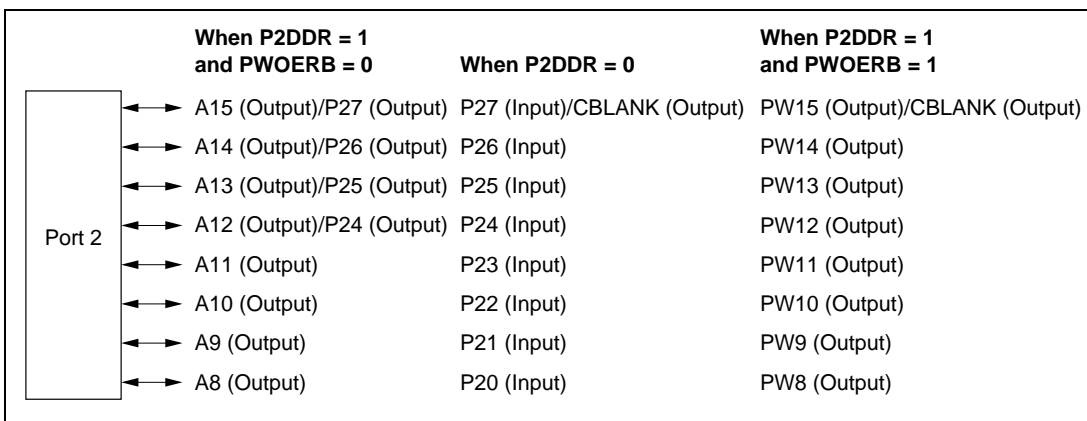 When P2DDR = 1 and PWOERB = 0 When P2DDR = 0 When P2DDR = 1 and PWOERB = 1
Port 2
A15 (Output)/P27 (Output) P27 (Input)/CBLANK (Output) PW15 (Output)/CBLANK (Output)
A14 (Output)/P26 (Output) P26 (Input) PW14 (Output)
A13 (Output)/P25 (Output) P25 (Input) PW13 (Output)
A12 (Output)/P24 (Output) P24 (Input) PW12 (Output)
A11 (Output) P23 (Input) PW11 (Output)
A10 (Output) P22 (Input) PW10 (Output)
A9 (Output) P21 (Input) PW9 (Output)
A8 (Output) P20 (Input) PW8 (Output)